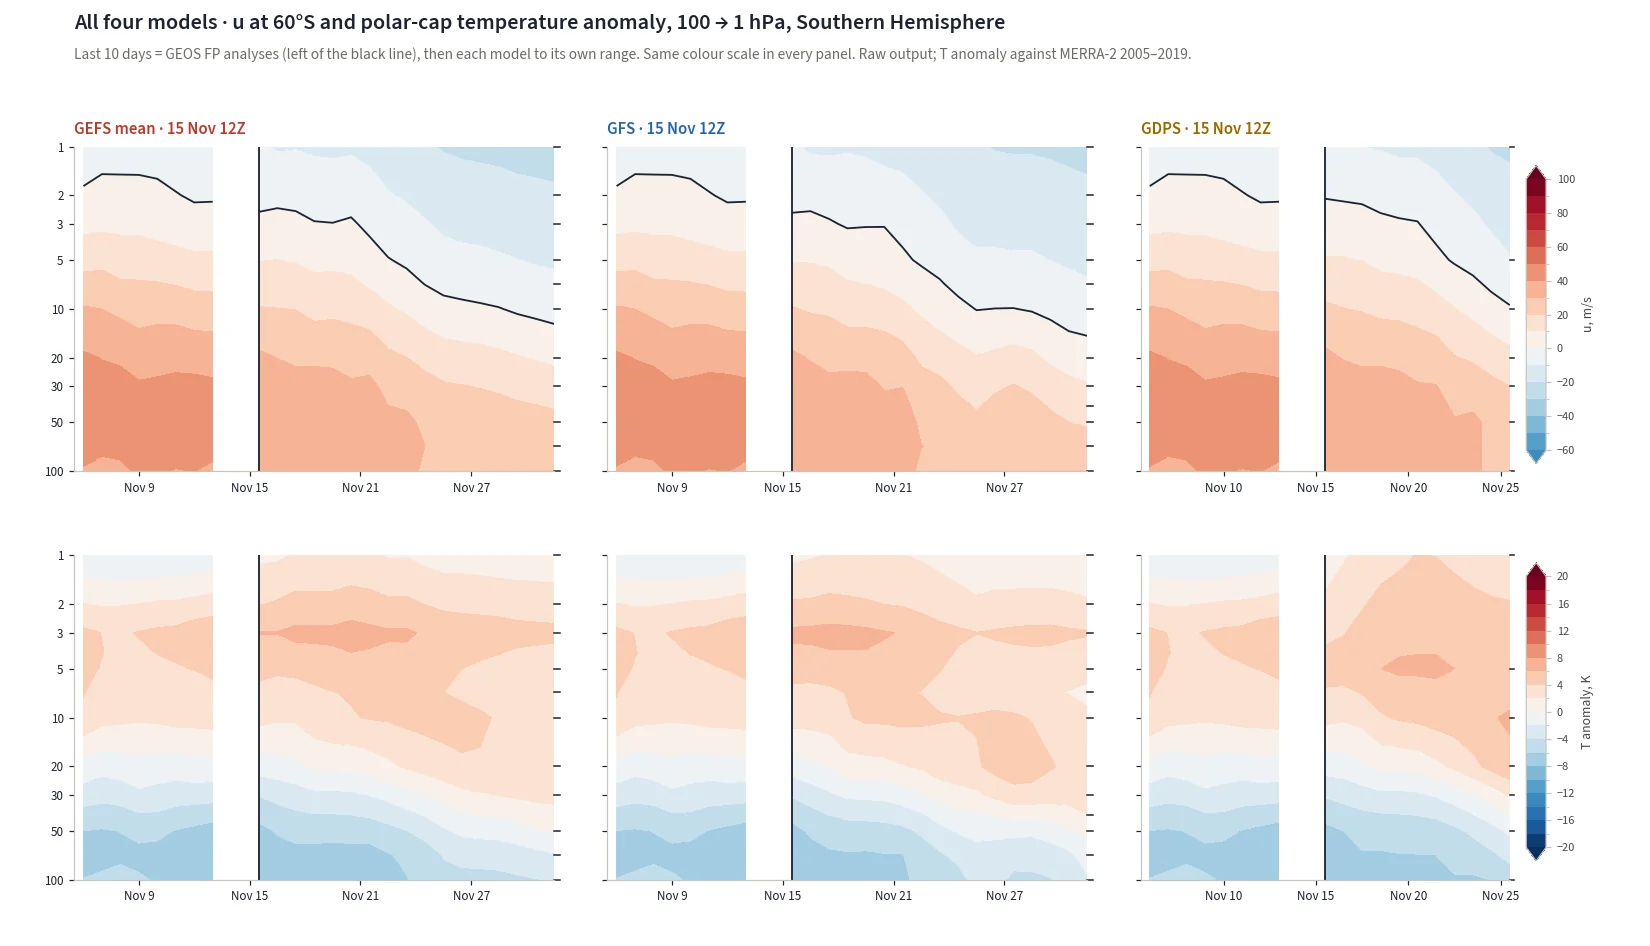 All four models · u at 60°S and polar-cap temperature anomaly, 100 → 1 hPa, Southern Hemisphere
Last 10 days = GEOS FP analyses (left of the black line), then each model to its own range. Same colour scale in every panel. Raw output; T anomaly against MERRA-2 2005–2019.
GEFS mean · 15 Nov 12Z
GFS · 15 Nov 12Z
GDPS · 15 Nov 12Z
1
2
3
5
10
20
30
50
100
Nov 9
Nov 15
Nov 21
Nov 27
Nov 9
Nov 15
Nov 21
Nov 27
Nov 10
Nov 15
Nov 20
Nov 25
100
80
60
40
20
0
−20
−40
−60
u, m/s
1
2
3
5
10
20
30
50
100
Nov 9
Nov 15
Nov 21
Nov 27
Nov 9
Nov 15
Nov 21
Nov 27
Nov 10
Nov 15
Nov 20
Nov 25
20
16
12
8
4
0
−4
−8
−12
−16
−20
T anomaly, K